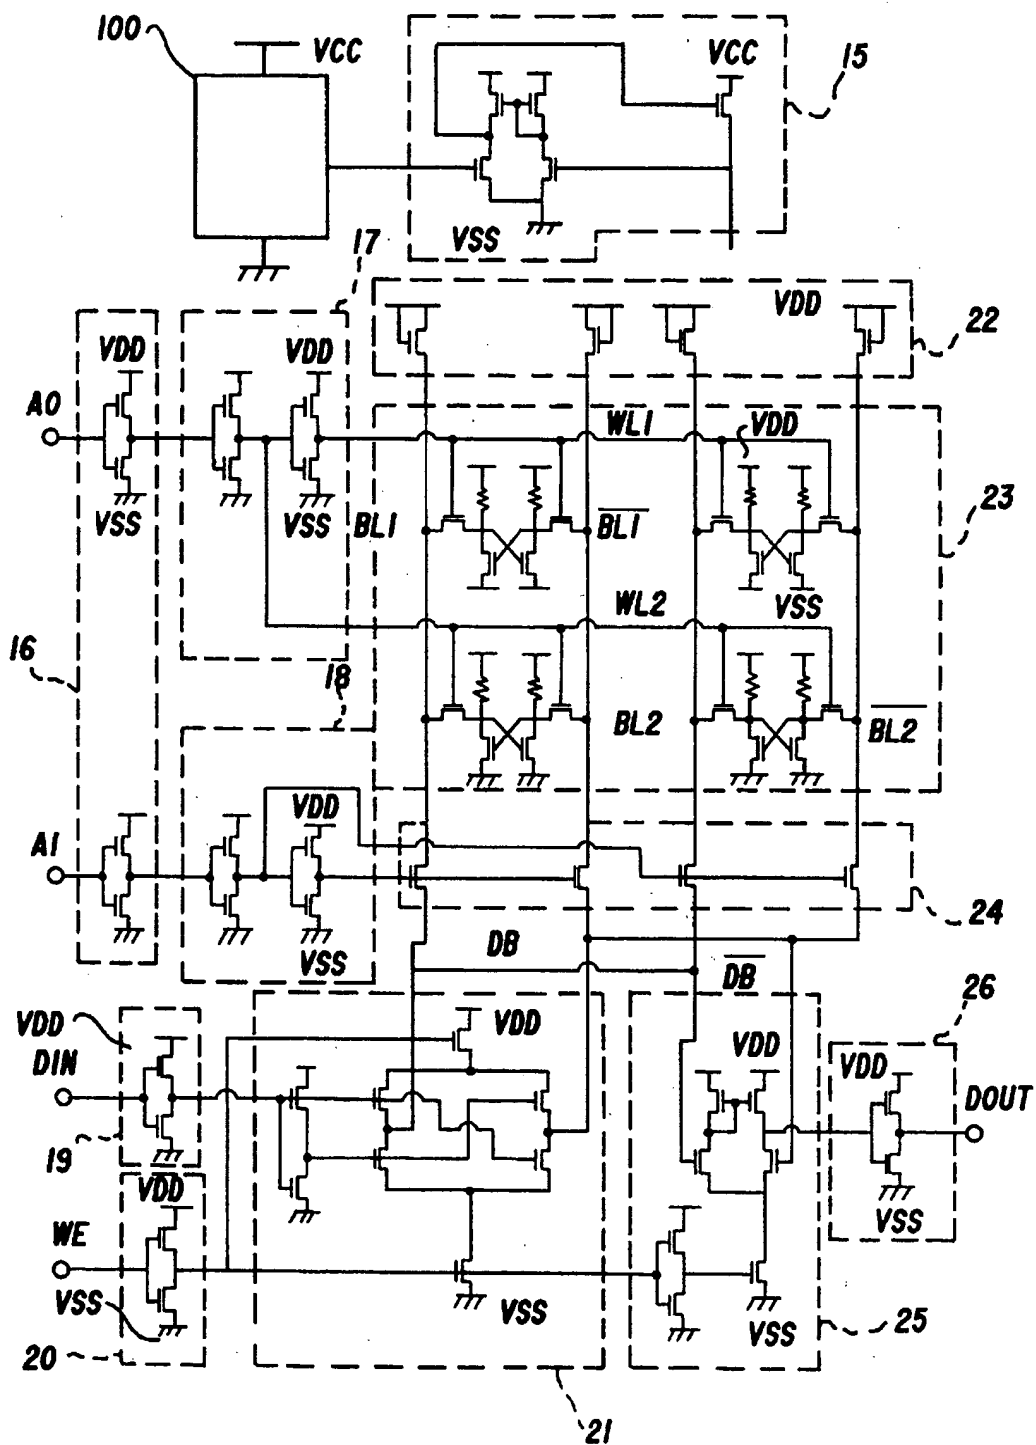 100
VCC
VCC
15
VSS
17
VDD
22
VDD
VDD
A0
WL1
VDD
23
VSS
VSS
BL1
BL1
WL2
VSS
16
18
BL2
BL2
VDD
A1
24
VSS
DB
DB
26
VDD
VDD
DIN
VDD
VDD
DOUT
19
VDD
WE
VSS
VSS
VSS
VSS
25
20
21